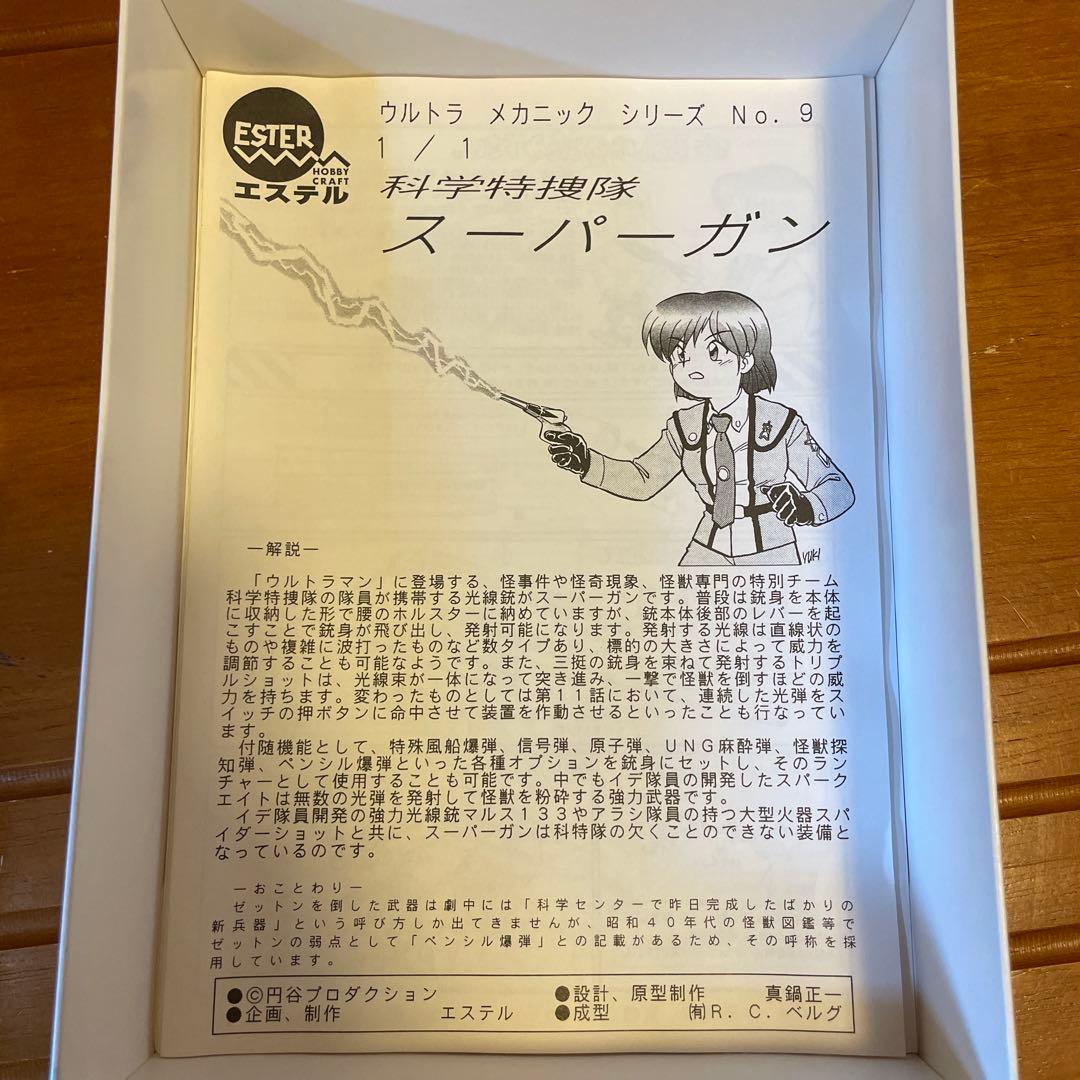 ESTER
HOBBY
CRAFT
エステル
ウルトラ メカニック シリーズ No.9
1/1
科学特捜隊
スーパーガン
YUKI
―解説―
「ウルトラマン」に登場する、怪事件や怪奇現象、怪獣専門の特別チーム
科学特捜隊の隊員が携帯する光線銃がスーパーガンです。普段は銃身を本体
に収納した形で腰のホルスターに納めていますが、銃本体後部のレバーを起
こすことで銃身が飛び出し、発射可能になります。発射する光線は直線状の
ものや複雑に波打ったものなど数タイプあり、標的の大きさによって威力を
調節することも可能なようです。また、三挺の銃身を束ねて発射するトリプ
ルショットは、光線束が一体になって突き進み、一撃で怪獣を倒すほどの威
力を持ちます。変わったものとしては第11話において、連続した光弾をス
イッチの押ボタンに命中させて装置を作動させるといったことも行なってい
ます。
付随機能として、特殊風船爆弾、信号弾、原子弾、UNG麻酔弾、怪獣探
知弾、ペンシル爆弾といった各種オプションを銃身にセットし、そのラン
チャーとして使用することも可能です。中でもイデ隊員の開発したスパーク
エイトは無数の光弾を発射して怪獣を粉砕する強力武器です。
イデ隊員開発の強力光線銃マルス133やアラシ隊員の持つ大型火器スパ
イダーショットと共に、スーパーガンは科特隊の欠くことのできない装備と
なっているのです。
―おことわり―
ゼットンを倒した武器は劇中には「科学センターで昨日完成したばかりの
新兵器」という呼び方しか出てきませんが、昭和40年代の怪獣図鑑等で
ゼットンの弱点として「ペンシル爆弾」との記載があるため、その呼称を採
用しています。
●©円谷プロダクション ●設計、原型制作 真鍋正一
●企画、制作 エステル ●成型 ㈲R.C.ベルグ